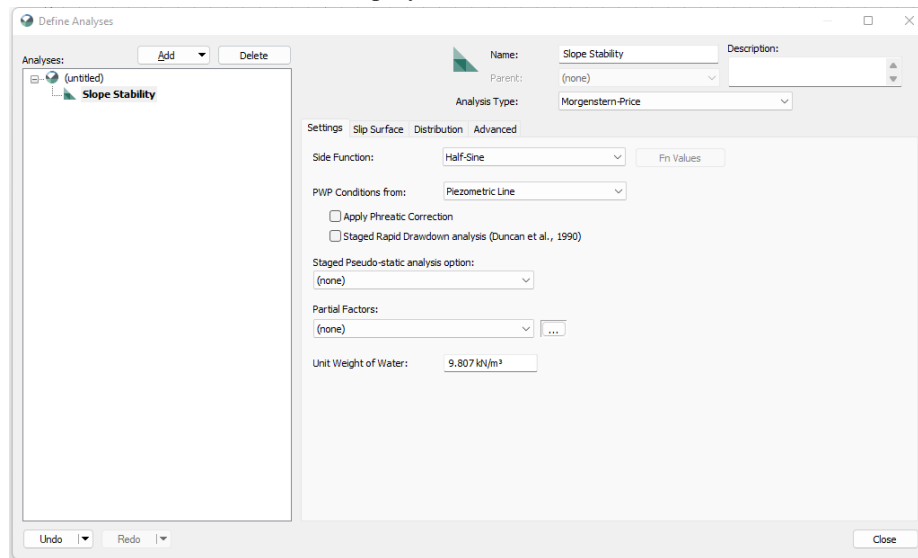 Define Analyses
Analyses:
Add
Delete
(untitled)
Slope Stability
Name:
Slope Stability
Description:
Parent:
(none)
Analysis Type:
Morgenstern-Price
Settings Slip Surface Distribution Advanced
Side Function:
Half-Sine
Fn Values
PWP Conditions from:
Piezometric Line
Apply Phreatic Correction
Staged Rapid Drawdown analysis (Duncan et al., 1990)
Staged Pseudo-static analysis option:
(none)
Partial Factors:
(none)
...
Unit Weight of Water:
9.807 kN/m³
Undo
Redo
Close